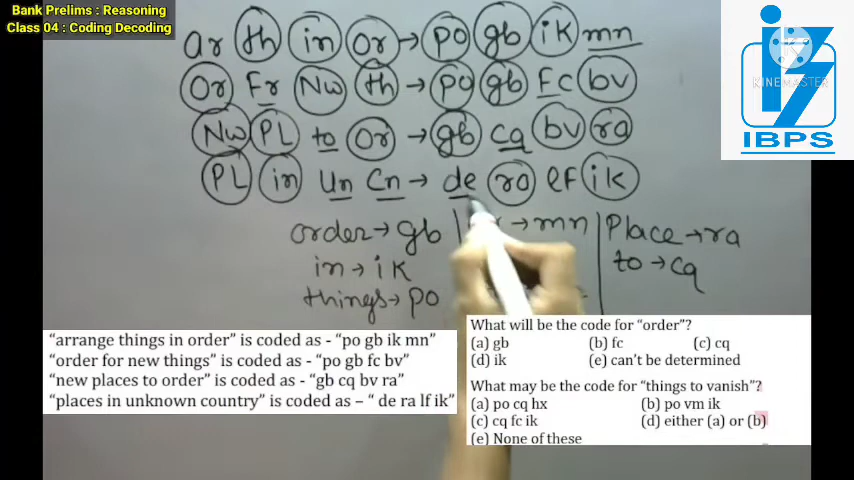 Bank Prelims : Reasoning
Class 04 : Coding Decoding
IBPS
KINEMASTER
ar th in Or → po gb ik mn
Or Fr Nw th → po gb Fc bv
Nw PL to Or → gb cq bv ra
PL in Un Cn → de ro lf ik
order → gb
→ mn
Place → ra
in → ik
to → cq
things → po
"arrange things in order" is coded as - "po gb ik mn"
"order for new things" is coded as - "po gb fc bv"
"new places to order" is coded as - "gb cq bv ra"
"places in unknown country" is coded as – " de ra lf ik"
What will be the code for "order"?
(a) gb (b) fc (c) cq
(d) ik (e) can't be determined
What may be the code for "things to vanish"?
(a) po cq hx (b) po vm ik
(c) cq fc ik (d) either (a) or (b)
(e) None of these